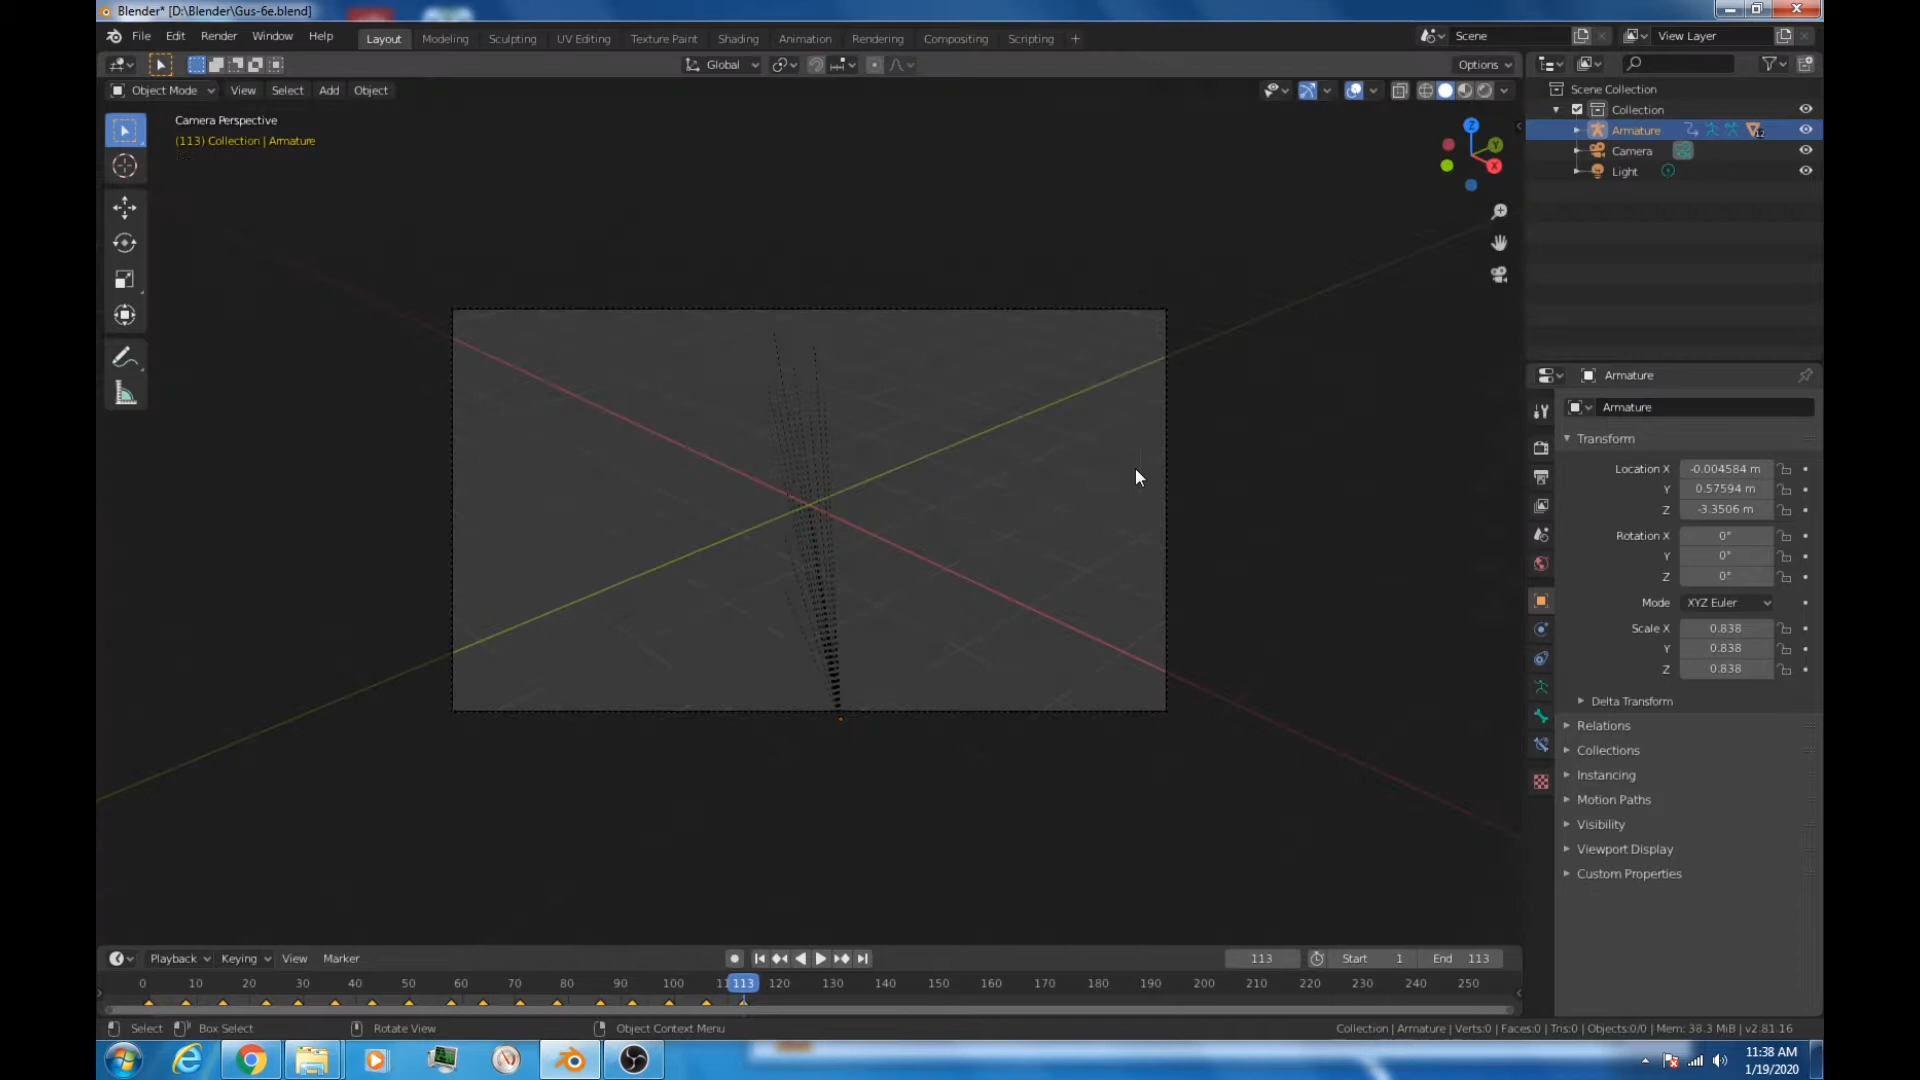 Blender* [D:\Blender\Gus-6e.blend]
File Edit Render Window Help Layout Modeling Sculpting UV Editing Texture Paint Shading Animation Rendering Compositing Scripting + Scene View Layer
Global Options
Object Mode View Select Add Object
Camera Perspective
(113) Collection | Armature
Z
Y
X
Scene Collection
Collection
Armature 12
Camera
Light
Armature
Armature
Transform
Location X -0.004584 m
Y 0.57594 m
Z -3.3506 m
Rotation X 0°
Y 0°
Z 0°
Mode XYZ Euler
Scale X 0.838
Y 0.838
Z 0.838
Delta Transform
Relations
Collections
Instancing
Motion Paths
Visibility
Viewport Display
Custom Properties
Playback Keying View Marker 113 Start 1 End 113
0 10 20 30 40 50 60 70 80 90 100 113 120 130 140 150 160 170 180 190 200 210 220 230 240 250
Select Box Select Rotate View Object Context Menu Collection | Armature | Verts:0 | Faces:0 | Tris:0 | Objects:0/0 | Mem: 38.3 MiB | v2.81.16
11:38 AM
1/19/2020